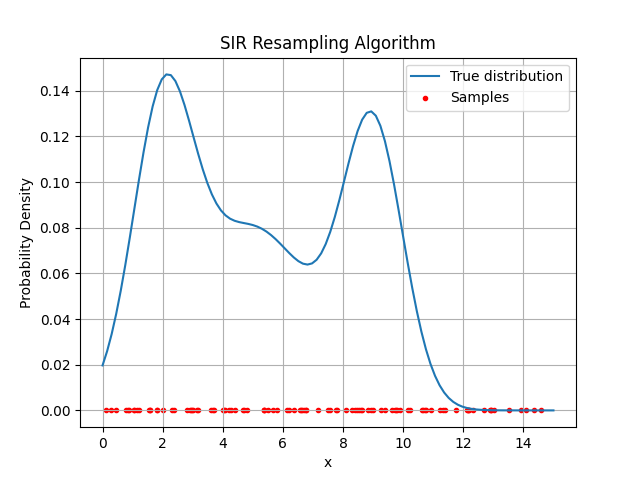 SIR Resampling Algorithm
True distribution
Samples
Probability Density
0.14
0.12
0.10
0.08
0.06
0.04
0.02
0.00
0 2 4 6 8 10 12 14
x